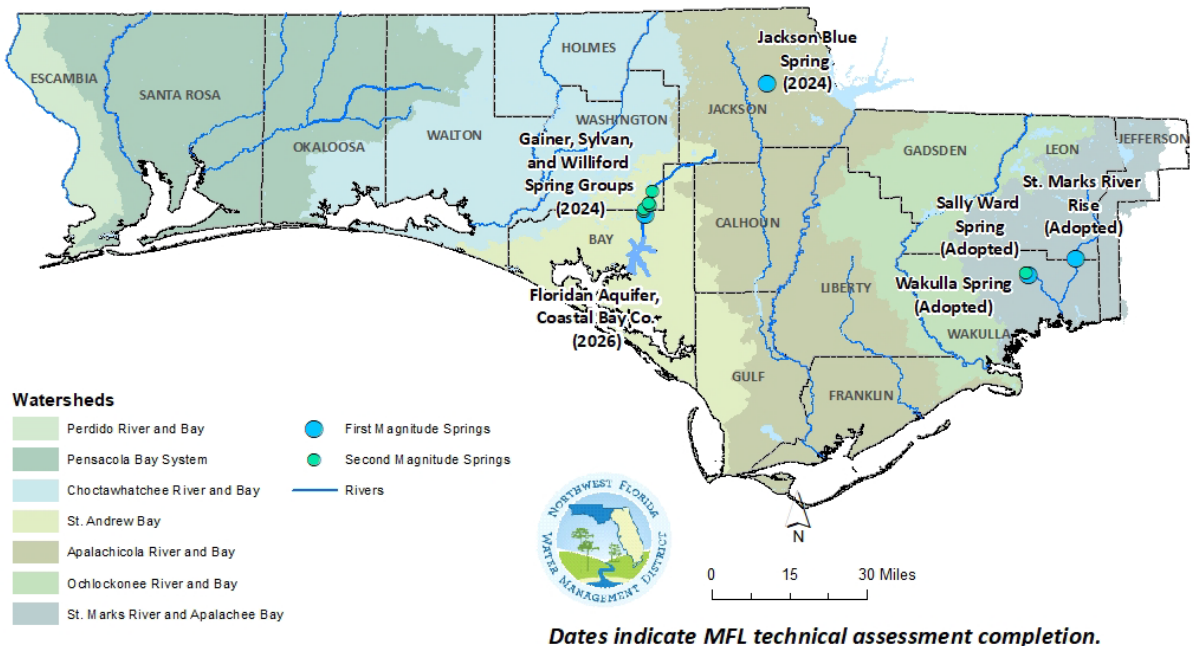 ESCAMBIA
SANTA ROSA
OKALOOSA
WALTON
HOLMES
WASHINGTON
Jackson Blue
Spring
(2024)
JACKSON
Gainer, Sylvan,
and Williford
Spring Groups
(2024)
BAY
CALHOUN
GADSDEN
LEON
JEFFERSON
St. Marks River
Rise
(Adopted)
Sally Ward
Spring
(Adopted)
Wakulla Spring
(Adopted)
LIBERTY
WAKULLA
Floridan Aquifer,
Coastal Bay Co.
(2026)
GULF
FRANKLIN
Watersheds
Perdido River and Bay
Pensacola Bay System
Choctawhatchee River and Bay
St. Andrew Bay
Apalachicola River and Bay
Ochlockonee River and Bay
St. Marks River and Apalachee Bay
First Magnitude Springs
Second Magnitude Springs
Rivers
NORTHWEST FLORIDA
WATER MANAGEMENT DISTRICT
N
0 15 30 Miles
Dates indicate MFL technical assessment completion.